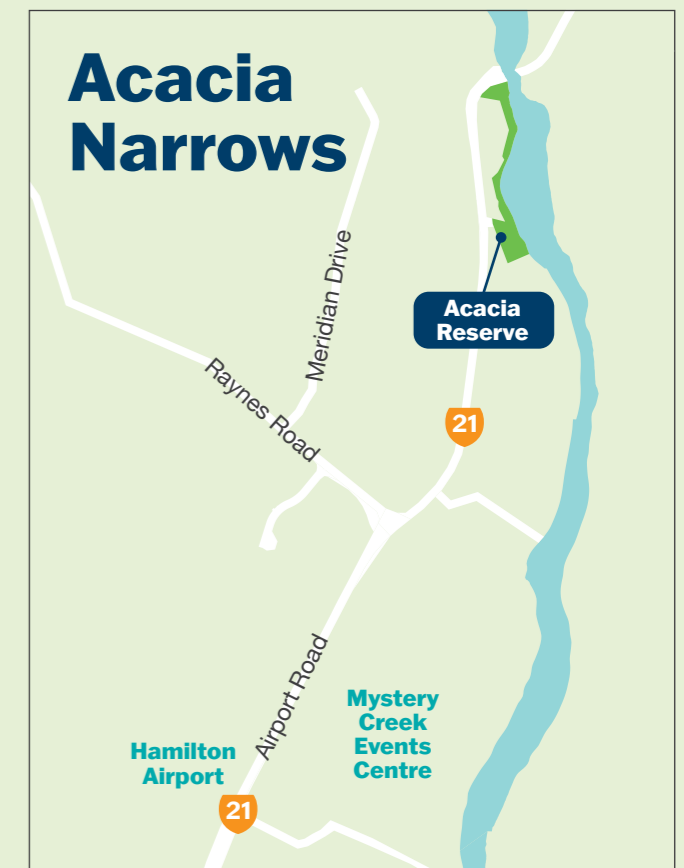 Acacia
Narrows
Meridian Drive
Acacia
Reserve
Raynes Road
21
Airport Road
Mystery
Creek
Events
Centre
Hamilton
Airport
21